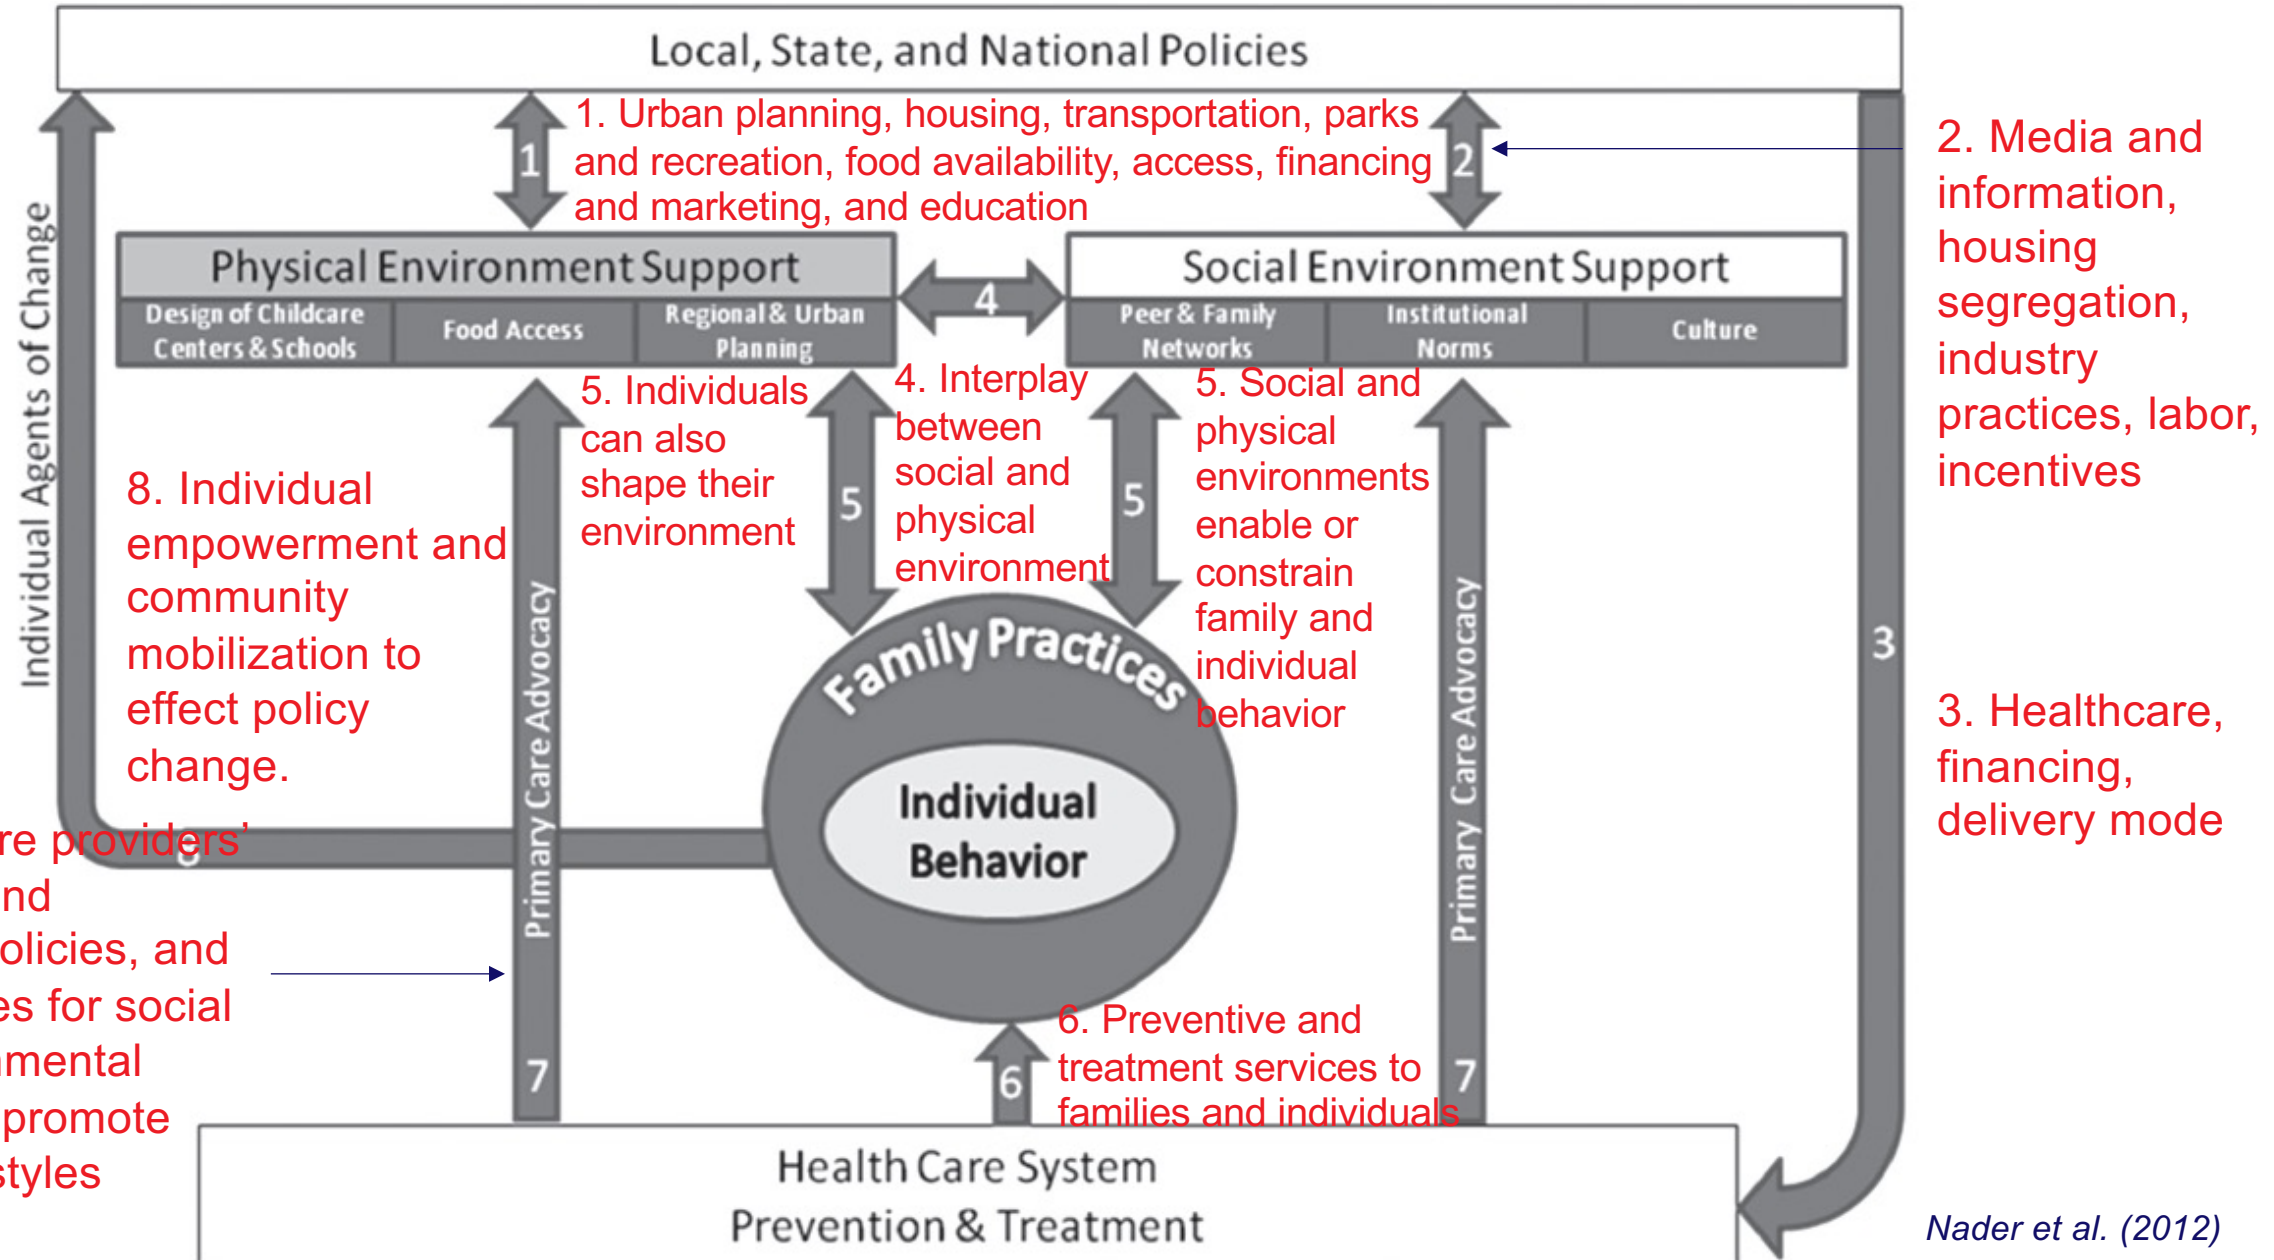 Local, State, and National Policies
1. Urban planning, housing, transportation, parks
and recreation, food availability, access, financing
and marketing, and education
1
2
2. Media and
information,
housing
segregation,
industry
practices, labor,
incentives
Individual Agents of Change
Physical Environment Support
Design of Childcare
Centers & Schools
Food Access
Regional & Urban
Planning
4
Social Environment Support
Peer & Family
Networks
Institutional
Norms
Culture
5. Individuals
can also
shape their
environment
5
4. Interplay
between
social and
physical
environment
5
5. Social and
physical
environments
enable or
constrain
family and
individual
behavior
8. Individual
empowerment and
community
mobilization to
effect policy
change.
Primary Care Advocacy
7
Family Practices
Individual
Behavior
Primary Care Advocacy
7
3
3. Healthcare,
financing,
delivery mode
8
re providers’
nd
olicies, and
es for social
mental
promote
styles
6
6. Preventive and
treatment services to
families and individuals
Health Care System
Prevention & Treatment
Nader et al. (2012)